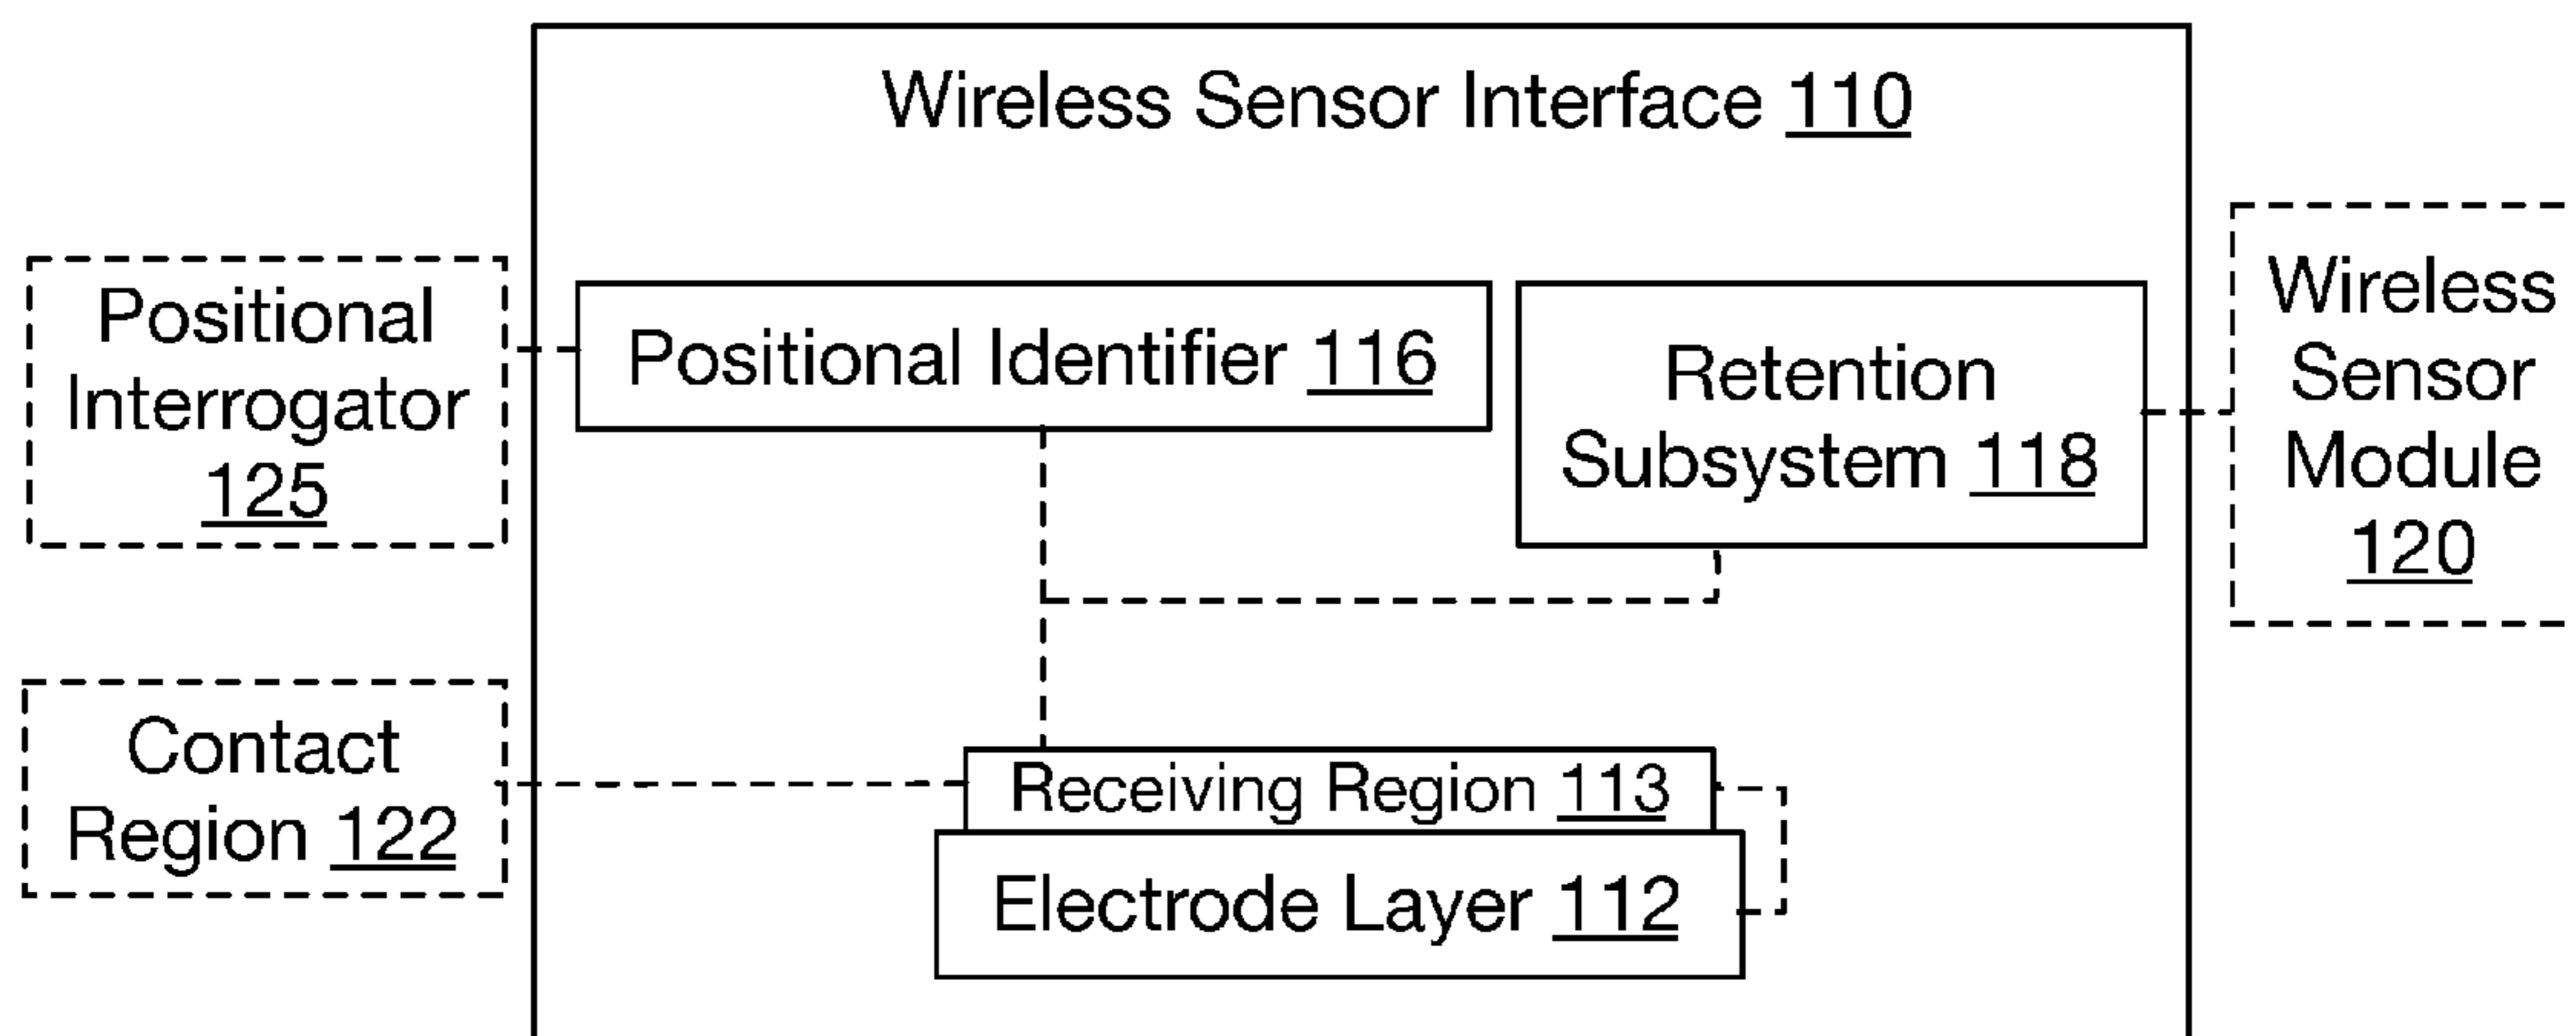 Wireless Sensor Interface 110
Positional
Interrogator
125
Positional Identifier 116
Retention
Subsystem 118
Wireless
Sensor
Module
120
Contact
Region 122
Receiving Region 113
Electrode Layer 112